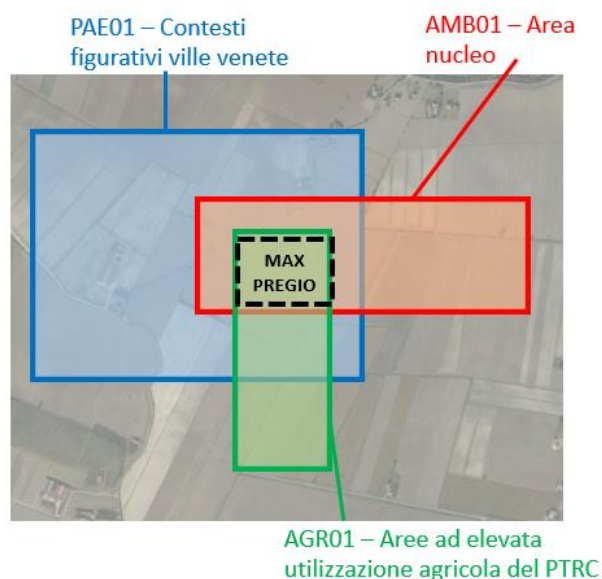 PAE01 – Contesti
figurativi ville venete
AMB01 – Area
nucleo
MAX
PREGIO
AGR01 – Aree ad elevata
utilizzazione agricola del PTRC